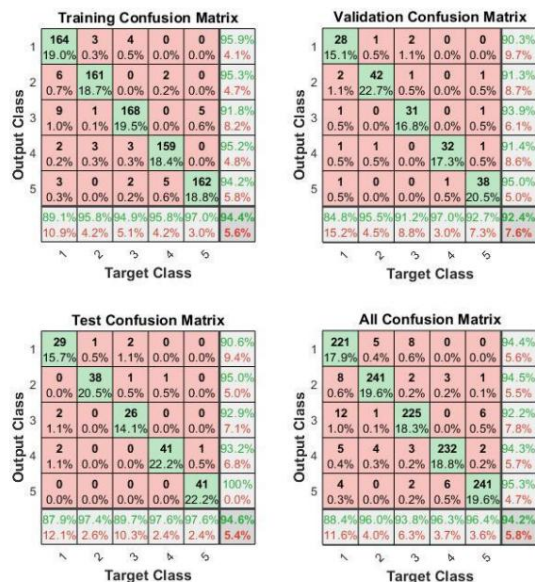 Training Confusion Matrix
1 164 3 4 0 0 95.9%
19.0% 0.3% 0.5% 0.0% 0.0% 4.1%
2 6 161 0 2 0 95.3%
0.7% 18.7% 0.0% 0.2% 0.0% 4.7%
3 9 1 168 0 5 91.8%
1.0% 0.1% 19.5% 0.0% 0.6% 8.2%
4 2 3 3 159 0 95.2%
0.2% 0.3% 0.3% 18.4% 0.0% 4.8%
5 3 0 2 5 162 94.2%
0.3% 0.0% 0.2% 0.6% 18.8% 5.8%
89.1% 95.8% 94.9% 95.8% 97.0% 94.4%
10.9% 4.2% 5.1% 4.2% 3.0% 5.6%
1 2 3 4 5
Target Class
Output Class
Validation Confusion Matrix
1 28 1 2 0 0 90.3%
15.1% 0.5% 1.1% 0.0% 0.0% 9.7%
2 2 42 1 0 1 91.3%
1.1% 22.7% 0.5% 0.0% 0.5% 8.7%
3 1 0 31 0 1 93.9%
0.5% 0.0% 16.8% 0.0% 0.5% 6.1%
4 1 1 0 32 1 91.4%
0.5% 0.5% 0.0% 17.3% 0.5% 8.6%
5 1 0 0 1 38 95.0%
0.5% 0.0% 0.0% 0.5% 20.5% 5.0%
84.8% 95.5% 91.2% 97.0% 92.7% 92.4%
15.2% 4.5% 8.8% 3.0% 7.3% 7.6%
1 2 3 4 5
Target Class
Output Class
Test Confusion Matrix
1 29 1 2 0 0 90.6%
15.7% 0.5% 1.1% 0.0% 0.0% 9.4%
2 0 38 1 1 0 95.0%
0.0% 20.5% 0.5% 0.5% 0.0% 5.0%
3 2 0 26 0 0 92.9%
1.1% 0.0% 14.1% 0.0% 0.0% 7.1%
4 2 0 0 41 1 93.2%
1.1% 0.0% 0.0% 22.2% 0.5% 6.8%
5 0 0 0 0 41 100%
0.0% 0.0% 0.0% 0.0% 22.2% 0.0%
87.9% 97.4% 89.7% 97.6% 97.6% 94.6%
12.1% 2.6% 10.3% 2.4% 2.4% 5.4%
1 2 3 4 5
Target Class
Output Class
All Confusion Matrix
1 221 5 8 0 0 94.4%
17.9% 0.4% 0.6% 0.0% 0.0% 5.6%
2 8 241 2 3 1 94.5%
0.6% 19.6% 0.2% 0.2% 0.1% 5.5%
3 12 1 225 0 6 92.2%
1.0% 0.1% 18.3% 0.0% 0.5% 7.8%
4 5 4 3 232 2 94.3%
0.4% 0.3% 0.2% 18.8% 0.2% 5.7%
5 4 0 2 6 241 95.3%
0.3% 0.0% 0.2% 0.5% 19.6% 4.7%
88.4% 96.0% 93.8% 96.3% 96.4% 94.2%
11.6% 4.0% 6.3% 3.7% 3.6% 5.8%
1 2 3 4 5
Target Class
Output Class